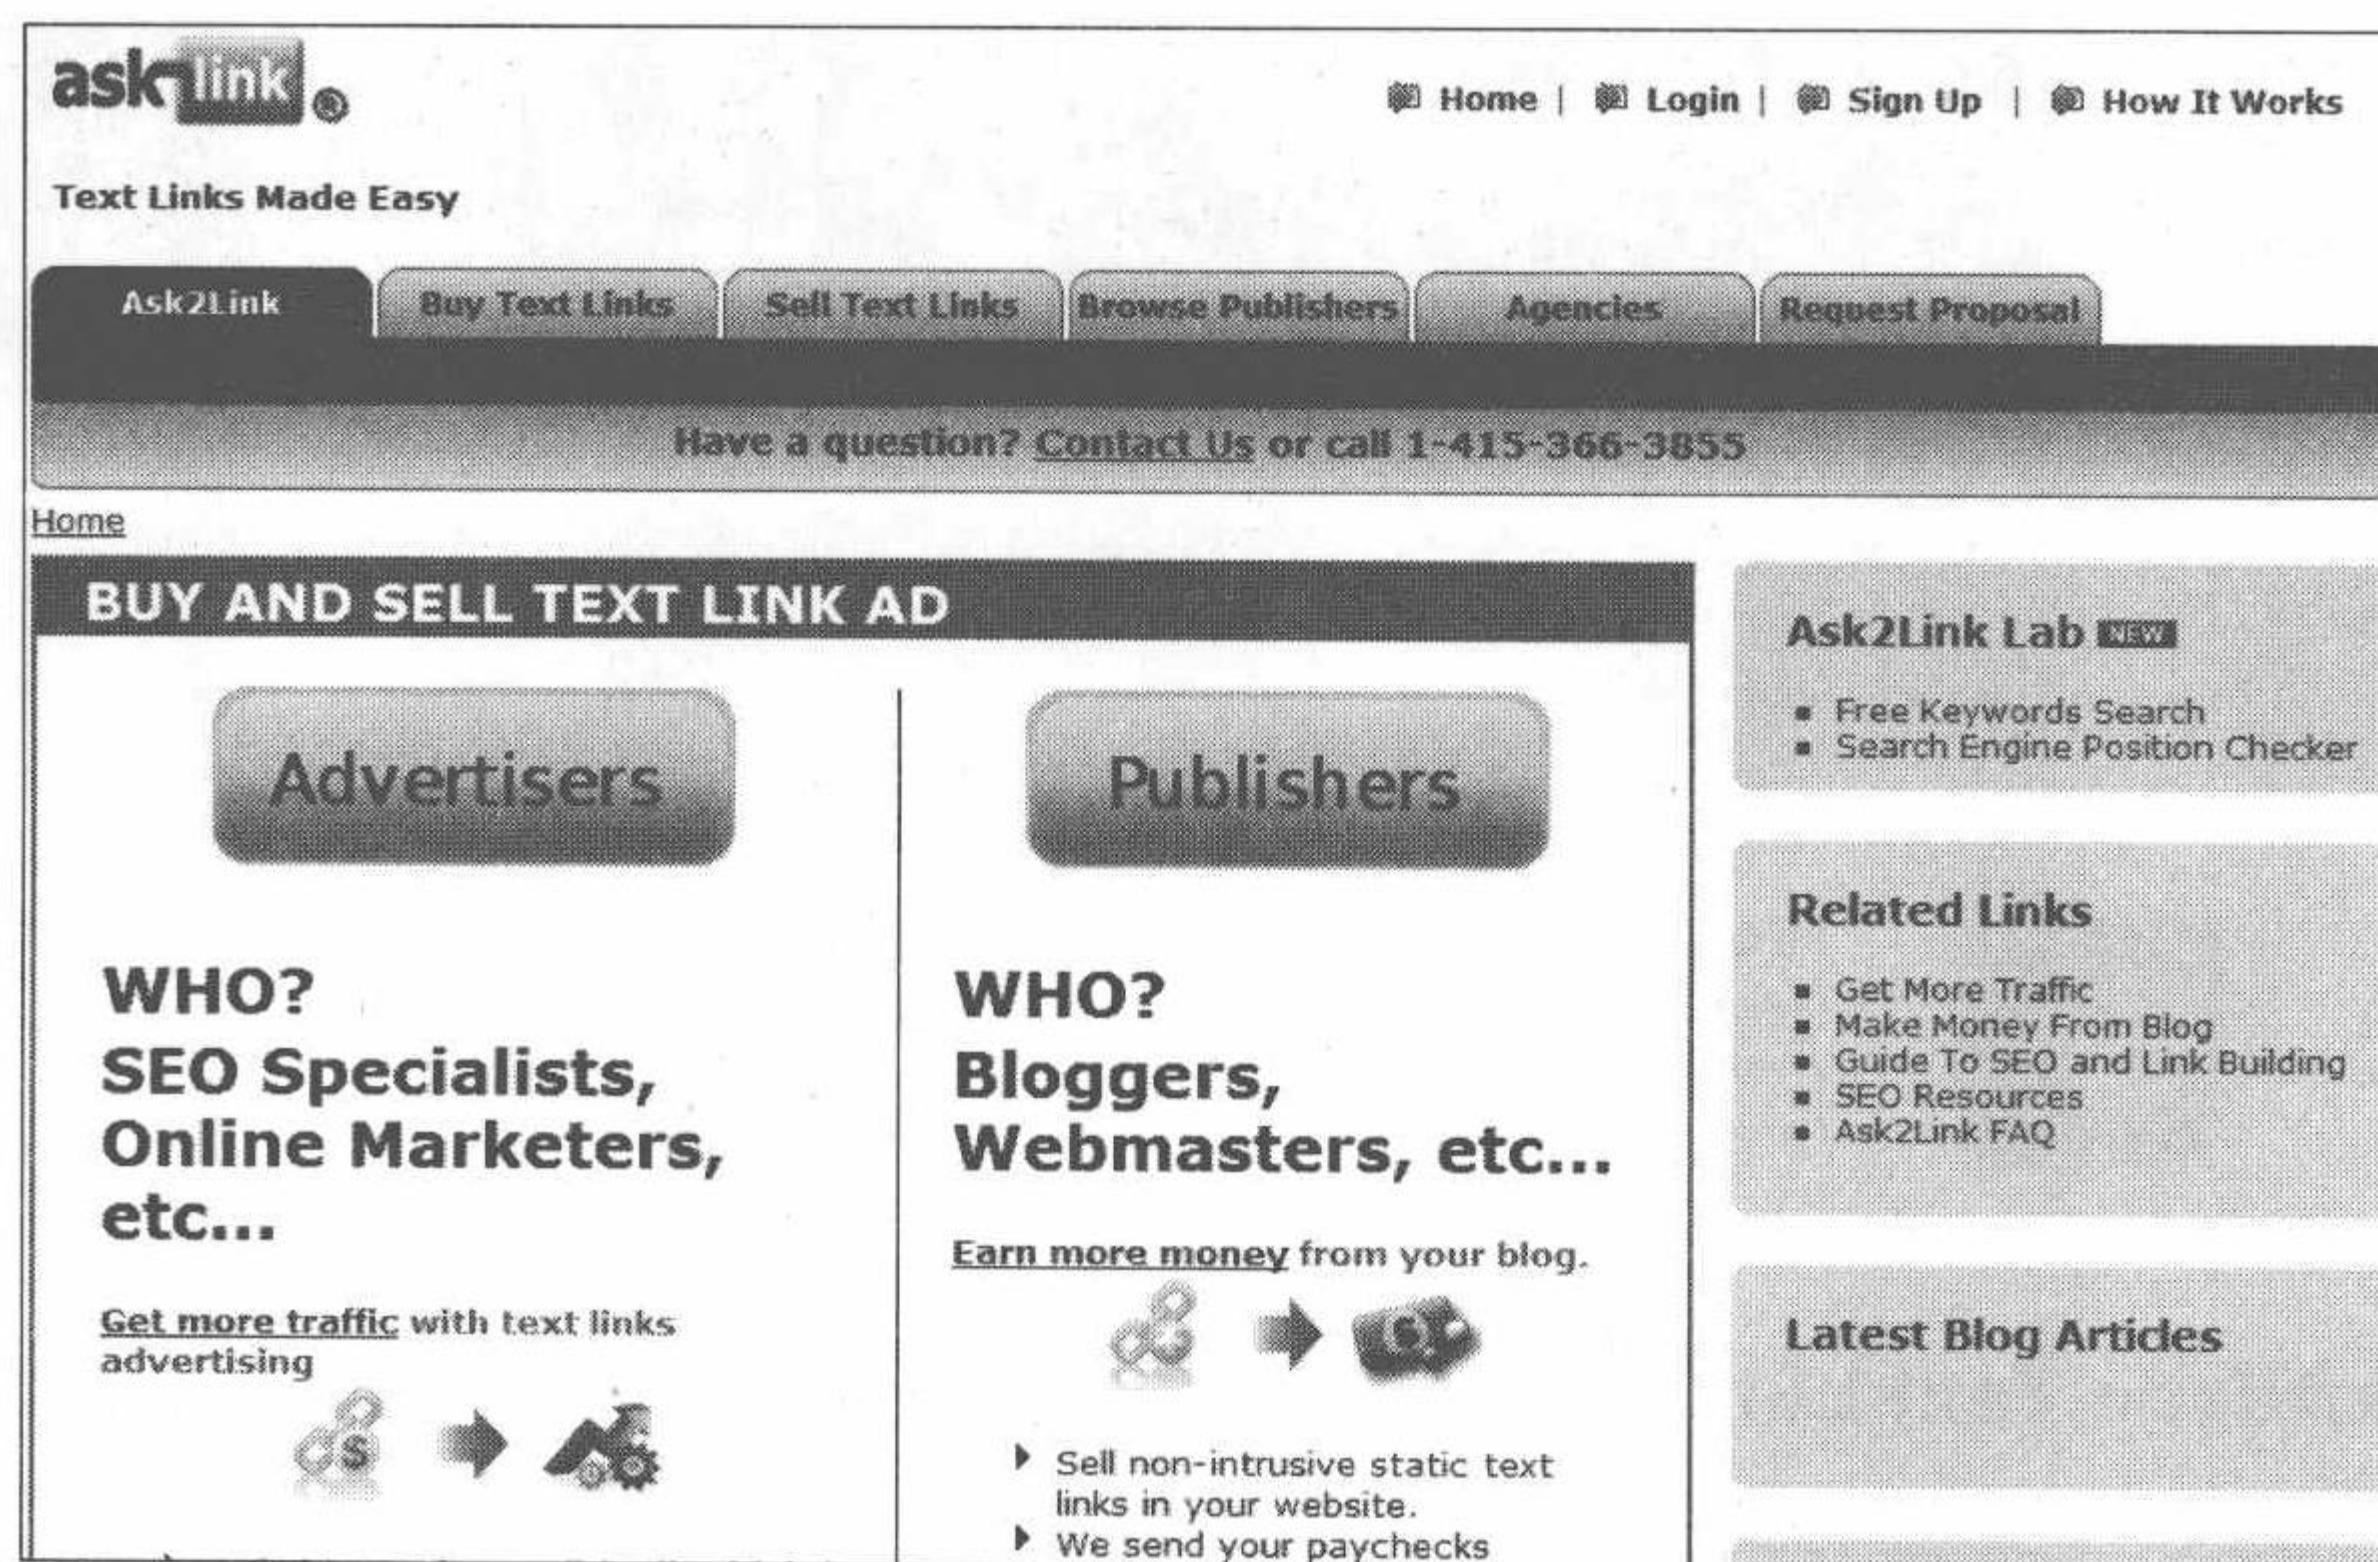 ask2link
Home | Login | Sign Up | How It Works
Text Links Made Easy
Ask2Link
Buy Text Links
Sell Text Links
Browse Publishers
Agencies
Request Proposal
Have a question? Contact Us or call 1-415-366-3855
Home
BUY AND SELL TEXT LINK AD
Advertisers
WHO?
SEO Specialists,
Online Marketers,
etc...
Get more traffic with text links
advertising
$
Publishers
WHO?
Bloggers,
Webmasters, etc...
Earn more money from your blog.
Sell non-intrusive static text
links in your website.
We send your paychecks
Ask2Link Lab NEW
Free Keywords Search
Search Engine Position Checker
Related Links
Get More Traffic
Make Money From Blog
Guide To SEO and Link Building
SEO Resources
Ask2Link FAQ
Latest Blog Articles